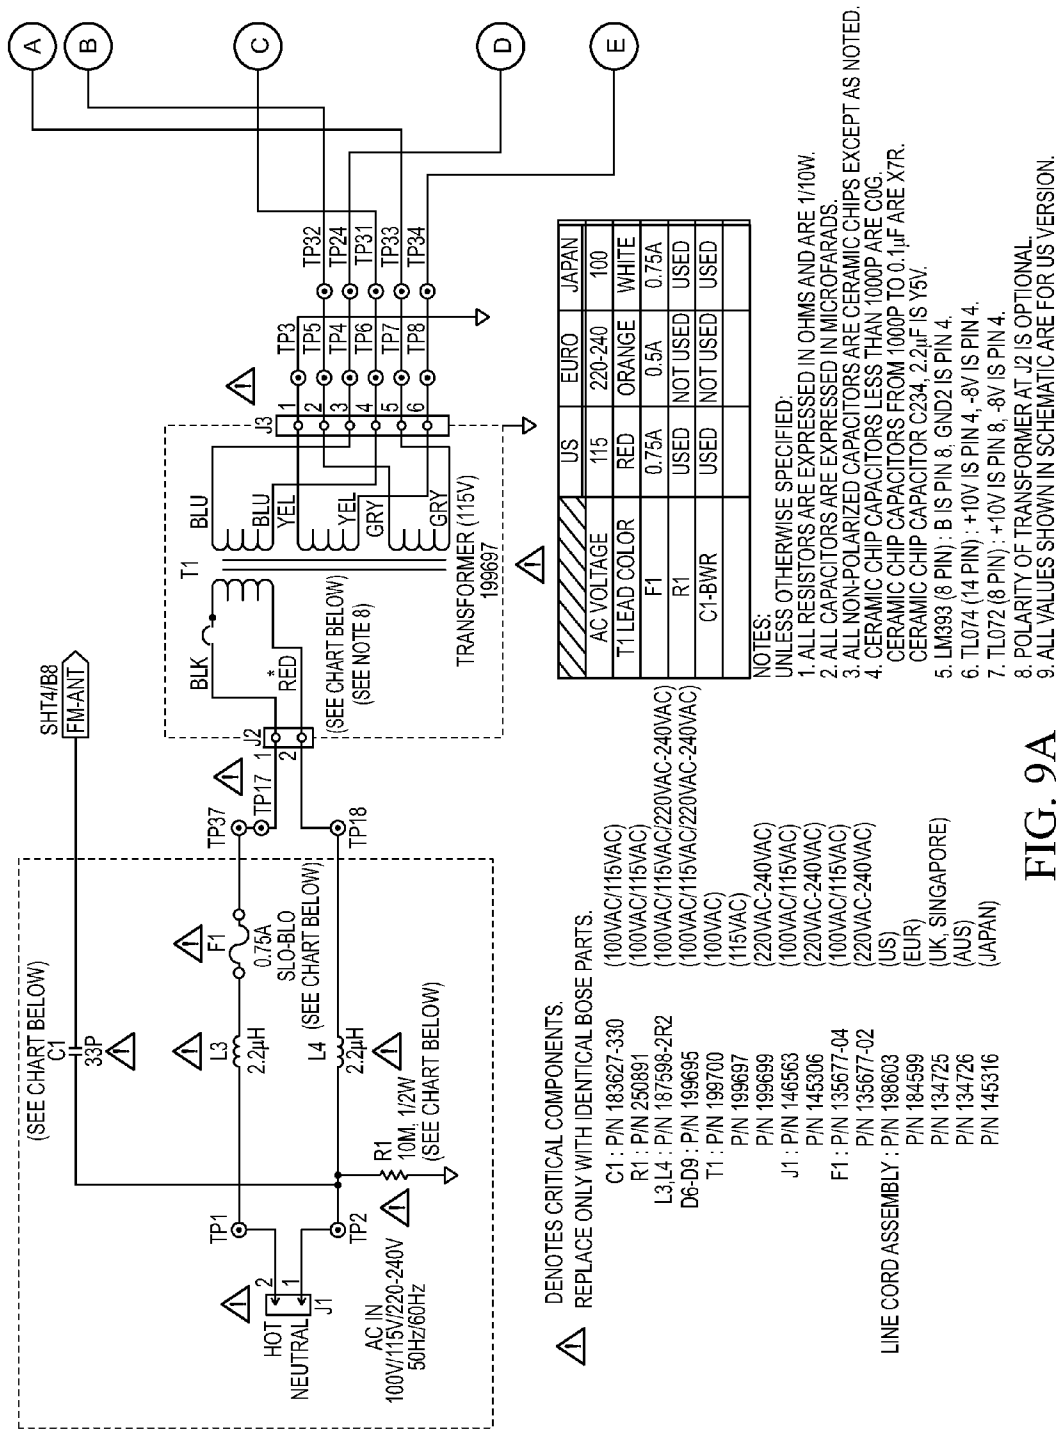 A
B
C
D
E
SHT4/B8
FM-ANT
(SEE CHART BELOW)
C1
33P
TP1
TP2
HOT
NEUTRAL
2
1
J1
AC IN
100V/115V/220-240V
50Hz/60Hz
R1
10M, 1/2W
(SEE CHART BELOW)
L3
2.2µH
L4
2.2µH
F1
0.75A
SLO-BLO
(SEE CHART BELOW)
TP37
TP17
TP18
J2
1
2
BLK
*
RED
T1
(SEE CHART BELOW)
(SEE NOTE 8)
BLU
BLU
YEL
YEL
GRY
GRY
TRANSFORMER (115V)
199697
J3
1
2
3
4
5
6
TP3
TP5
TP4
TP6
TP7
TP8
TP32
TP24
TP31
TP33
TP34
US EURO JAPAN
AC VOLTAGE 115 220-240 100
T1 LEAD COLOR RED ORANGE WHITE
F1 0.75A 0.5A 0.75A
R1 USED NOT USED USED
C1-BWR USED NOT USED USED
DENOTES CRITICAL COMPONENTS.
REPLACE ONLY WITH IDENTICAL BOSE PARTS.
C1 : P/N 183627-330 (100VAC/115VAC)
R1 : P/N 250891 (100VAC/115VAC)
L3,L4 : P/N 187598-2R2 (100VAC/115VAC/220VAC-240VAC)
D6-D9 : P/N 199695 (100VAC/115VAC/220VAC-240VAC)
T1 : P/N 199700 (100VAC)
P/N 199697 (115VAC)
P/N 199699 (220VAC-240VAC)
J1 : P/N 146563 (100VAC/115VAC)
P/N 145306 (220VAC-240VAC)
F1 : P/N 135677-04 (100VAC/115VAC)
P/N 135677-02 (220VAC-240VAC)
LINE CORD ASSEMBLY : P/N 198603 (US)
P/N 184599 (EUR)
P/N 134725 (UK, SINGAPORE)
P/N 134726 (AUS)
P/N 145316 (JAPAN)
NOTES:
UNLESS OTHERWISE SPECIFIED:
1. ALL RESISTORS ARE EXPRESSED IN OHMS AND ARE 1/10W.
2. ALL CAPACITORS ARE EXPRESSED IN MICROFARADS.
3. ALL NON-POLARIZED CAPACITORS ARE CERAMIC CHIPS EXCEPT AS NOTED.
4. CERAMIC CHIP CAPACITORS LESS THAN 1000P ARE C0G.
CERAMIC CHIP CAPACITORS FROM 1000P TO 0.1µF ARE X7R.
CERAMIC CHIP CAPACITOR C234, 2.2µF IS Y5V.
5. LM393 (8 PIN) : B IS PIN 8, GND2 IS PIN 4.
6. TL074 (14 PIN) : +10V IS PIN 4, -8V IS PIN 4.
7. TL072 (8 PIN) : +10V IS PIN 8, -8V IS PIN 4.
8. POLARITY OF TRANSFORMER AT J2 IS OPTIONAL.
9. ALL VALUES SHOWN IN SCHEMATIC ARE FOR US VERSION.
FIG. 9A